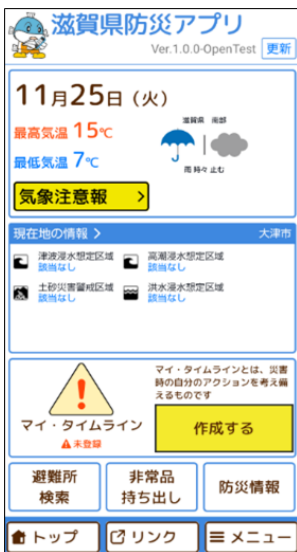 滋賀県防災アプリ
Ver.1.0.0-OpenTest 更新
11月25日（火）
最高気温 15℃
最低気温 7℃
滋賀県 南部
雨 時々 止む
気象注意報 >
現在地の情報 > 大津市
津波浸水想定区域
該当なし
高潮浸水想定区域
該当なし
土砂災害警戒区域
該当なし
洪水浸水想定区域
該当なし
マイ・タイムライン
未登録
マイ・タイムラインとは、災害
時の自分のアクションを考え備
えるものです
作成する
避難所
検索
非常品
持ち出し
防災情報
トップ
リンク
メニュー